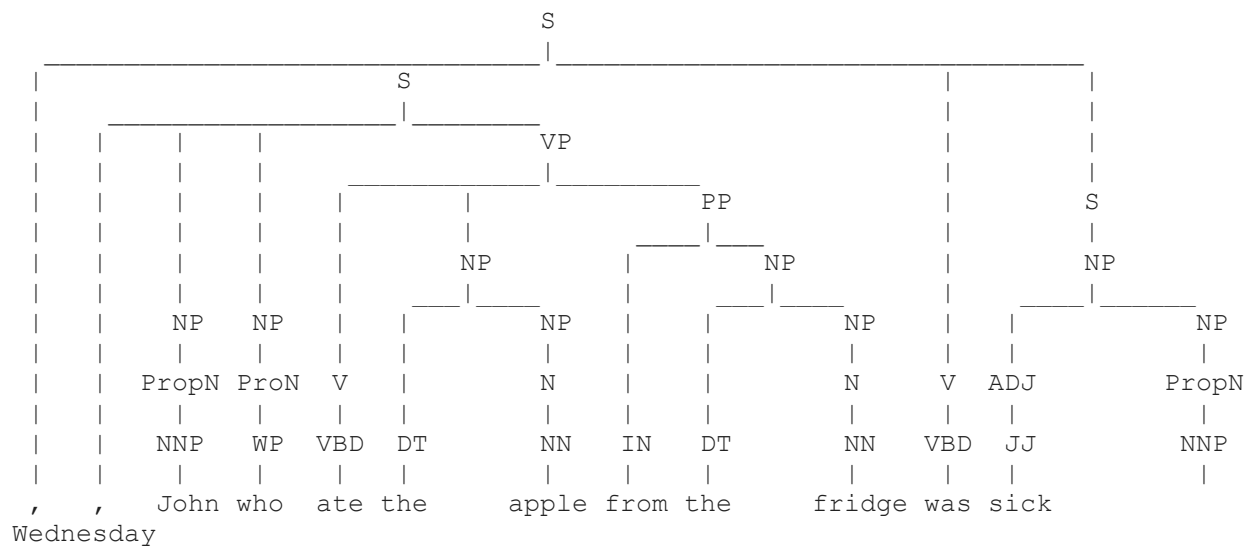 S
S
VP
PP S
NP NP NP
NP NP NP NP NP
PropN ProN V N N V ADJ PropN
NNP WP VBD DT NN IN DT NN VBD JJ NNP
, , John who ate the apple from the fridge was sick
Wednesday